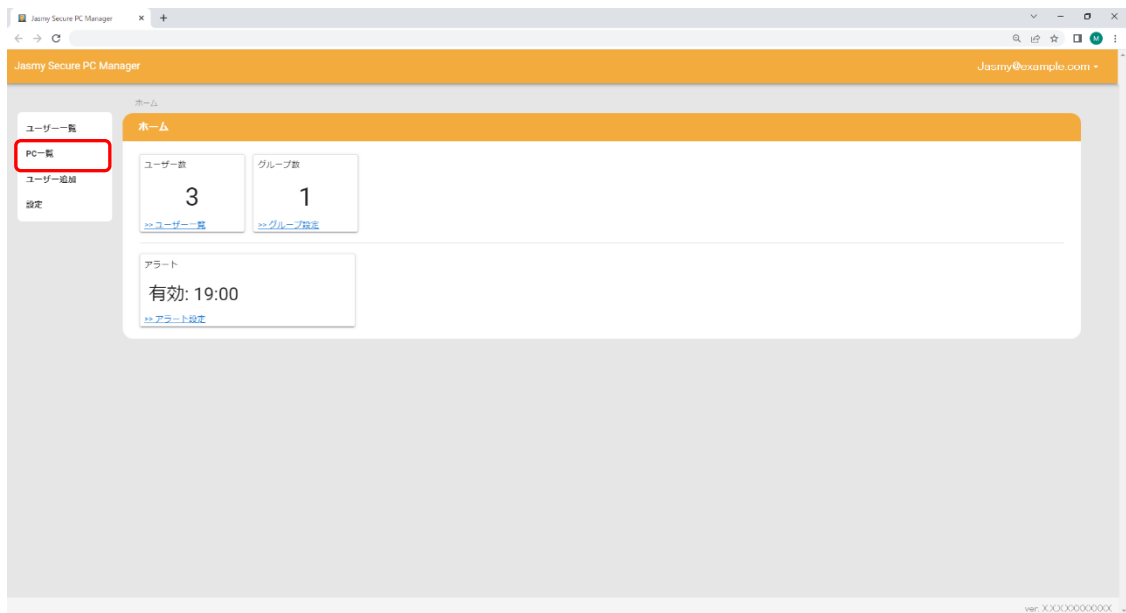 Jasmy Secure PC Manager
Jasmy Secure PC Manager
Jasmy@example.com
ホーム
ユーザー一覧
PC一覧
ユーザー追加
設定
ホーム
ユーザー数
3
>> ユーザー一覧
グループ数
1
>> グループ設定
アラート
有効: 19:00
>> アラート設定
M
ver. XXXXXXXXXXX